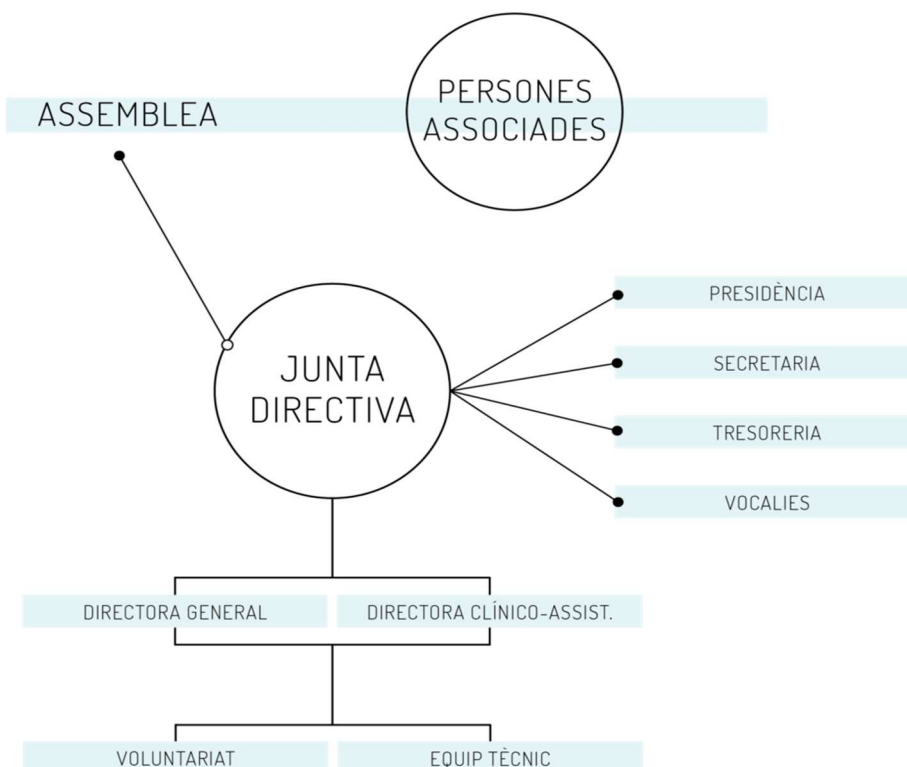 ASSEMBLEA
PERSONES
ASSOCIADES
JUNTA
DIRECTIVA
PRESIDÈNCIA
SECRETARIA
TRESORERIA
VOCALIES
DIRECTORA GENERAL
DIRECTORA CLÍNICO-ASSIST.
VOLUNTARIAT
EQUIP TÈCNIC